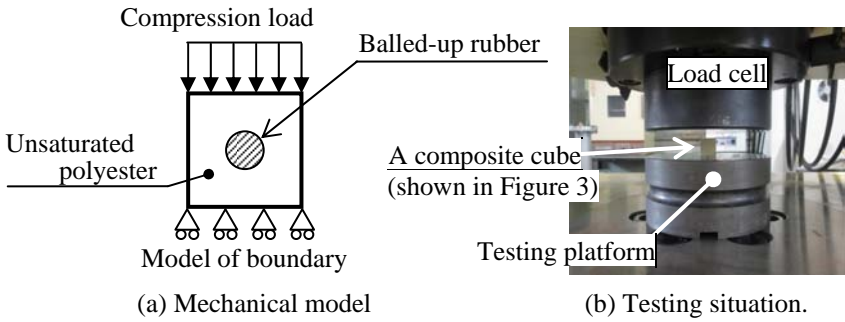 Compression load
Balled-up rubber
Unsaturated
polyester
Model of boundary
(a) Mechanical model
Load cell
A composite cube
(shown in Figure 3)
Testing platform
(b) Testing situation.